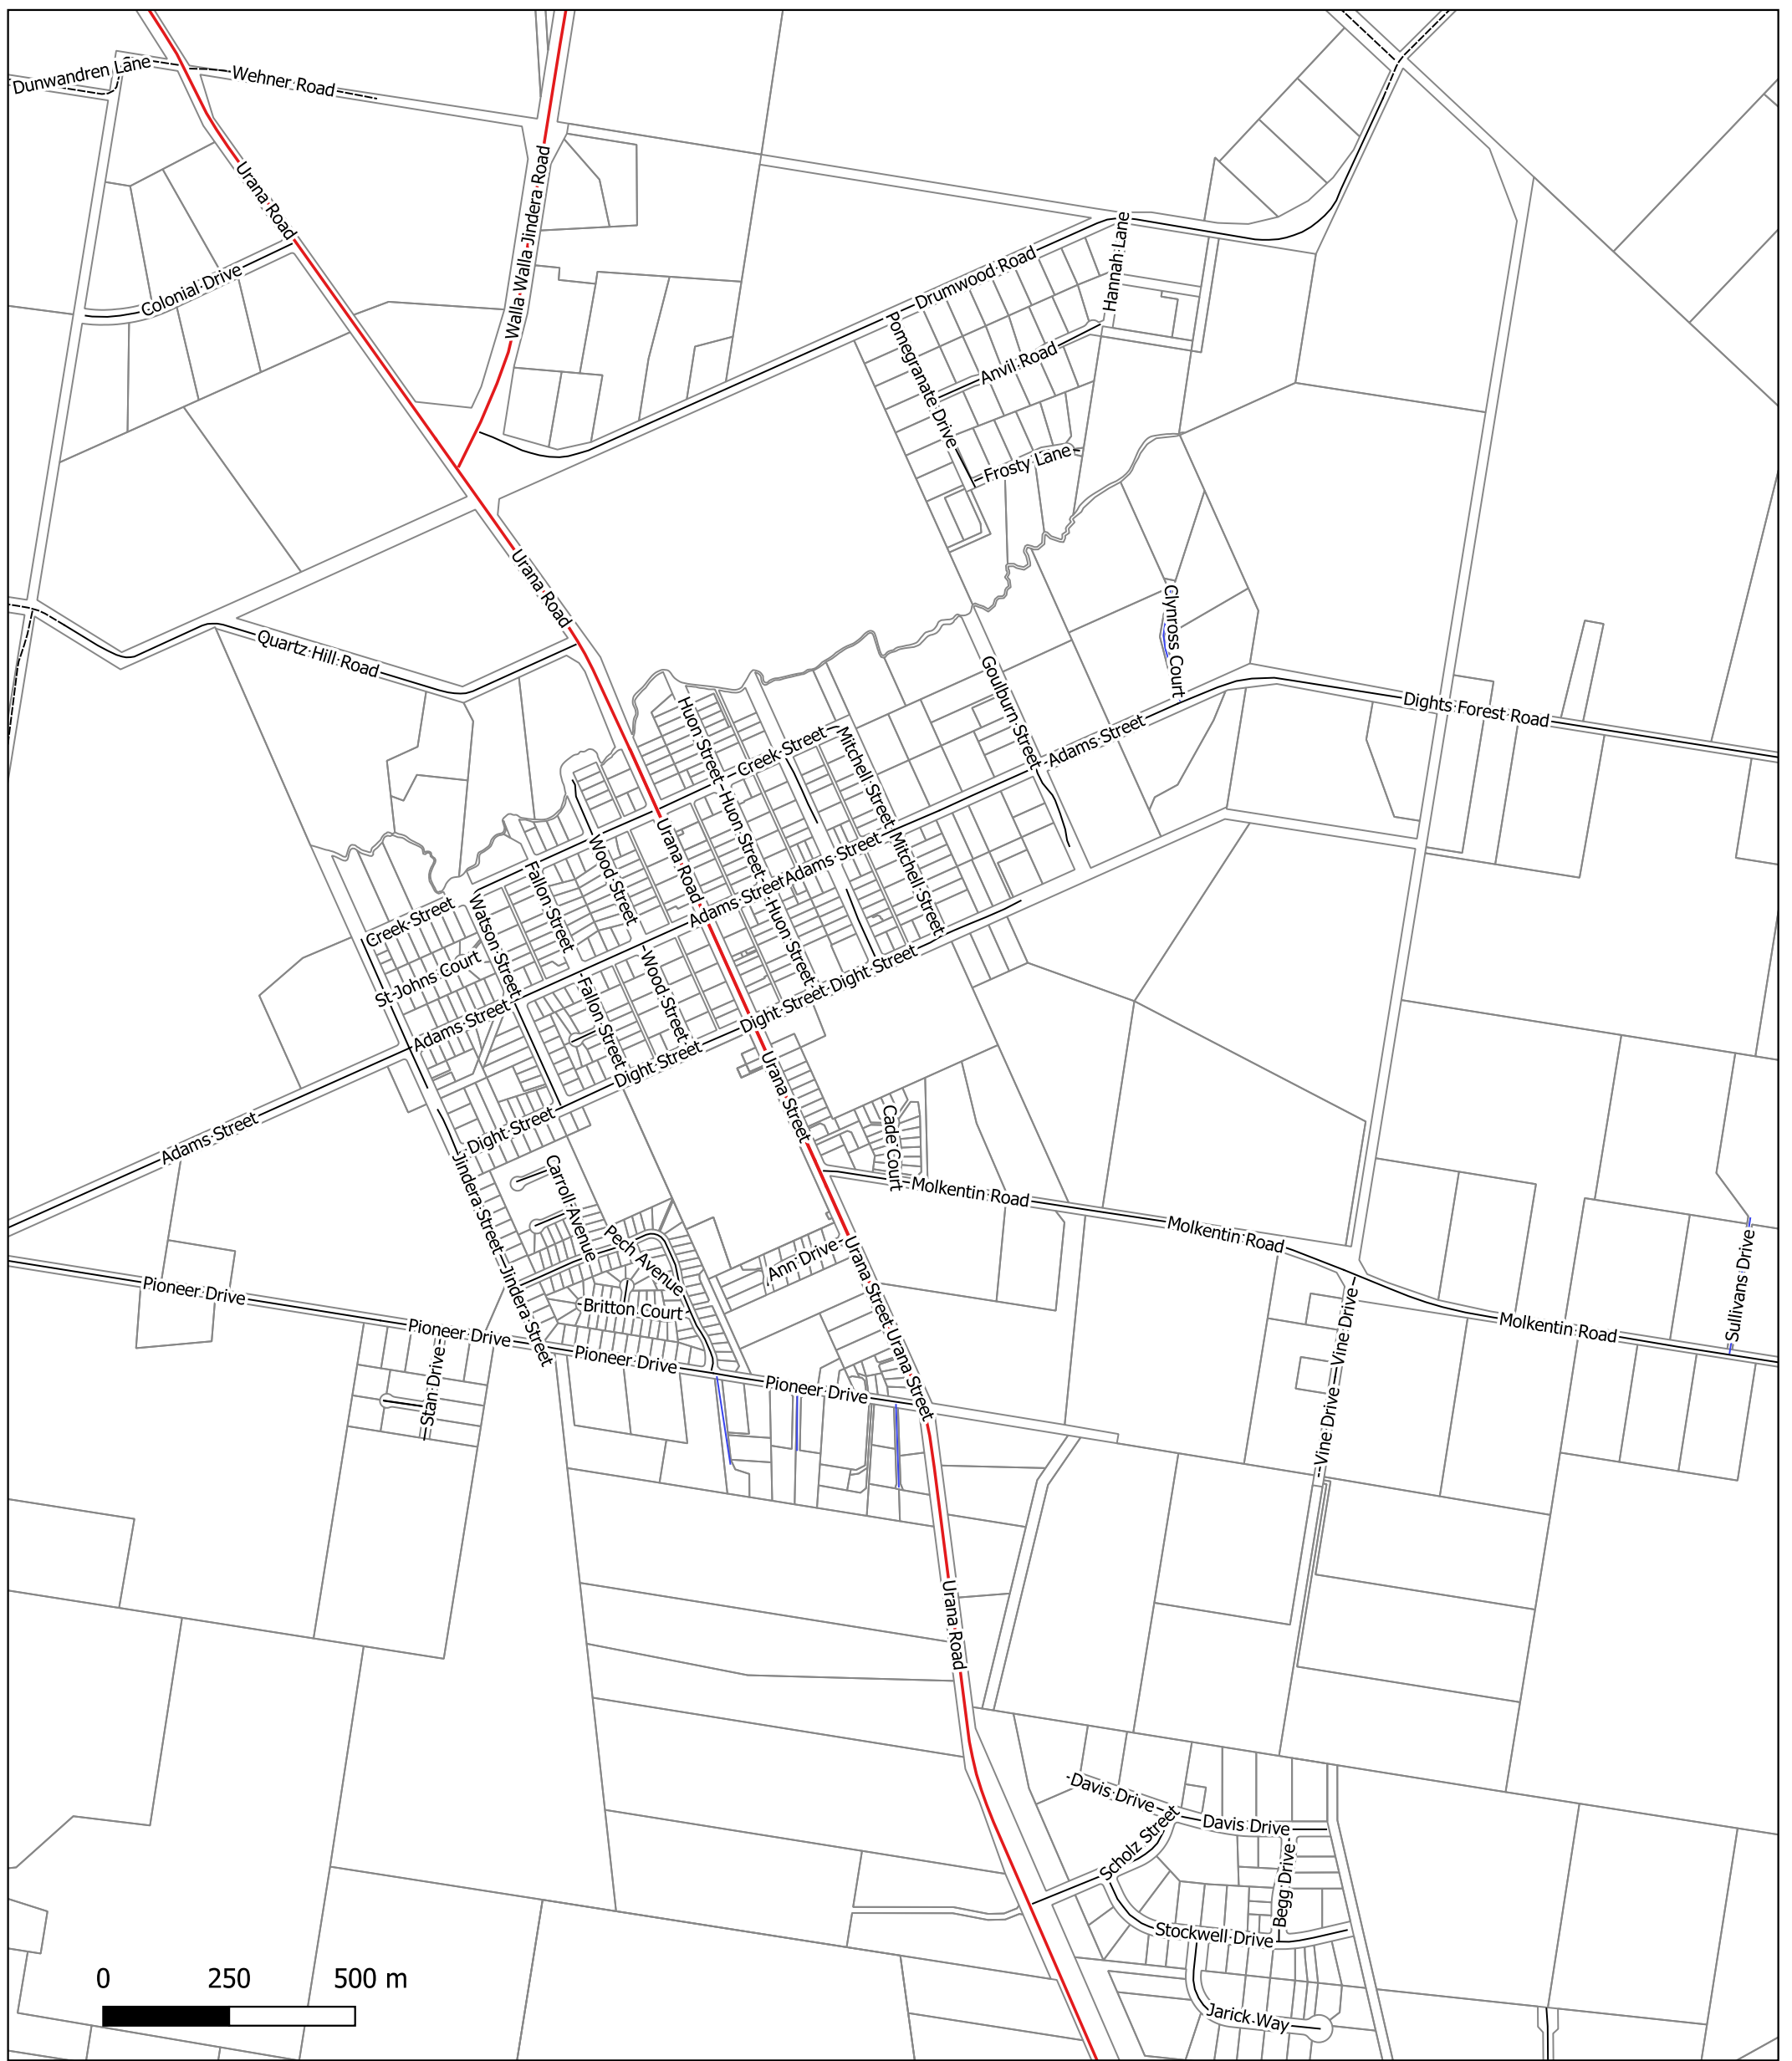 Dunwandren Lane
Wehner Road
Urana Road
Walla Walla Jindera Road
Colonial Drive
Drumwood Road
Hannah Lane
Pomegranate Drive
Anvil Road
Frosty Lane
Urana Road
Quartz Hill Road
Clynross Court
Goulburn Street
Dights Forest Road
Huon Street
Creek Street
Mitchell Street
Adams Street
Huon Street
Urana Road
Wood Street
Fallon Street
Adams Street
Mitchell Street
Adams Street
Huon Street
Creek Street
Watson Street
St Johns Court
Adams Street
Fallon Street
Wood Street
Dight Street
Dight Street
Dight Street
Urana Street
Dight Street
Adams Street
Cade Court
Jindera Street
Carroll Avenue
Molkentin Road
Molkentin Road
Pech Avenue
Ann Drive
Urana Street
Sullivans Drive
Pioneer Drive
Jindera Street
Britton Court
Pioneer Drive
Pioneer Drive
Pioneer Drive
Urana Street
Vine Drive
Molkentin Road
Stan Drive
Vine Drive
Urana Road
Davis Drive
Davis Drive
Scholz Street
Begg Drive
Stockwell Drive
Jarick Way
0 250 500 m